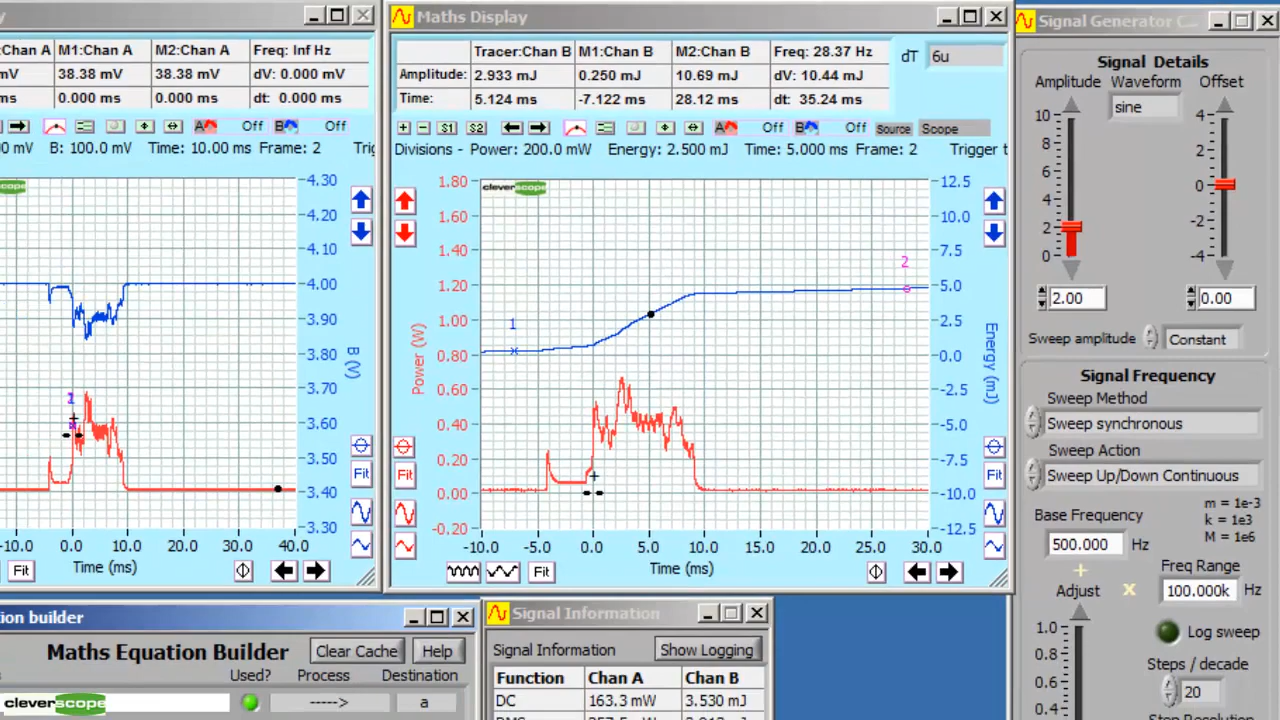 y
Chan A M1:Chan A M2:Chan A Freq: Inf Hz
mV 38.38 mV 38.38 mV dV: 0.000 mV
ms 0.000 ms 0.000 ms dt: 0.000 ms
A Off B Off
0 mV B: 100.0 mV Time: 10.00 ms Frame: 2 Trig
scope
4.30
4.20
4.10
4.00
3.90
3.80
3.70
3.60
3.50
3.40
3.30
B (V)
1
Fit
-10.0 0.0 10.0 20.0 30.0 40.0
Fit Time (ms)
Maths Display
Tracer:Chan B M1:Chan B M2:Chan B Freq: 28.37 Hz
Amplitude: 2.933 mJ 0.250 mJ 10.69 mJ dV: 10.44 mJ
Time: 5.124 ms -7.122 ms 28.12 ms dt: 35.24 ms
dT 6u
S1 S2 A Off B Off Source Scope
Divisions - Power: 200.0 mW Energy: 2.500 mJ Time: 5.000 ms Frame: 2 Trigger t
cleverscope
1.80
1.60
1.40
1.20
1.00
0.80
0.60
0.40
0.20
0.00
-0.20
Power (W)
Fit
1
2
12.5
10.0
7.5
5.0
2.5
0.0
-2.5
-5.0
-7.5
-10.0
-12.5
Energy (mJ)
Fit
-10.0 -5.0 0.0 5.0 10.0 15.0 20.0 25.0 30.0
Fit Time (ms)
Signal Generator C
Signal Details
Amplitude Waveform Offset
sine
10
8
6
4
2
0
4
2
0
-2
-4
2.00 0.00
Sweep amplitude Constant
Signal Frequency
Sweep Method
Sweep synchronous
Sweep Action
Sweep Up/Down Continuous
Base Frequency
500.000 Hz
m = 1e-3
k = 1e3
M = 1e6
+
Adjust x
Freq Range
100.000k Hz
1.0
0.8
0.6
0.4
Log sweep
Steps / decade
20
Step Resolution
ion builder
Maths Equation Builder Clear Cache Help
Used? Process Destination
cleverscope -----> a
Signal Information
Signal Information Show Logging
Function Chan A Chan B
DC 163.3 mW 3.530 mJ